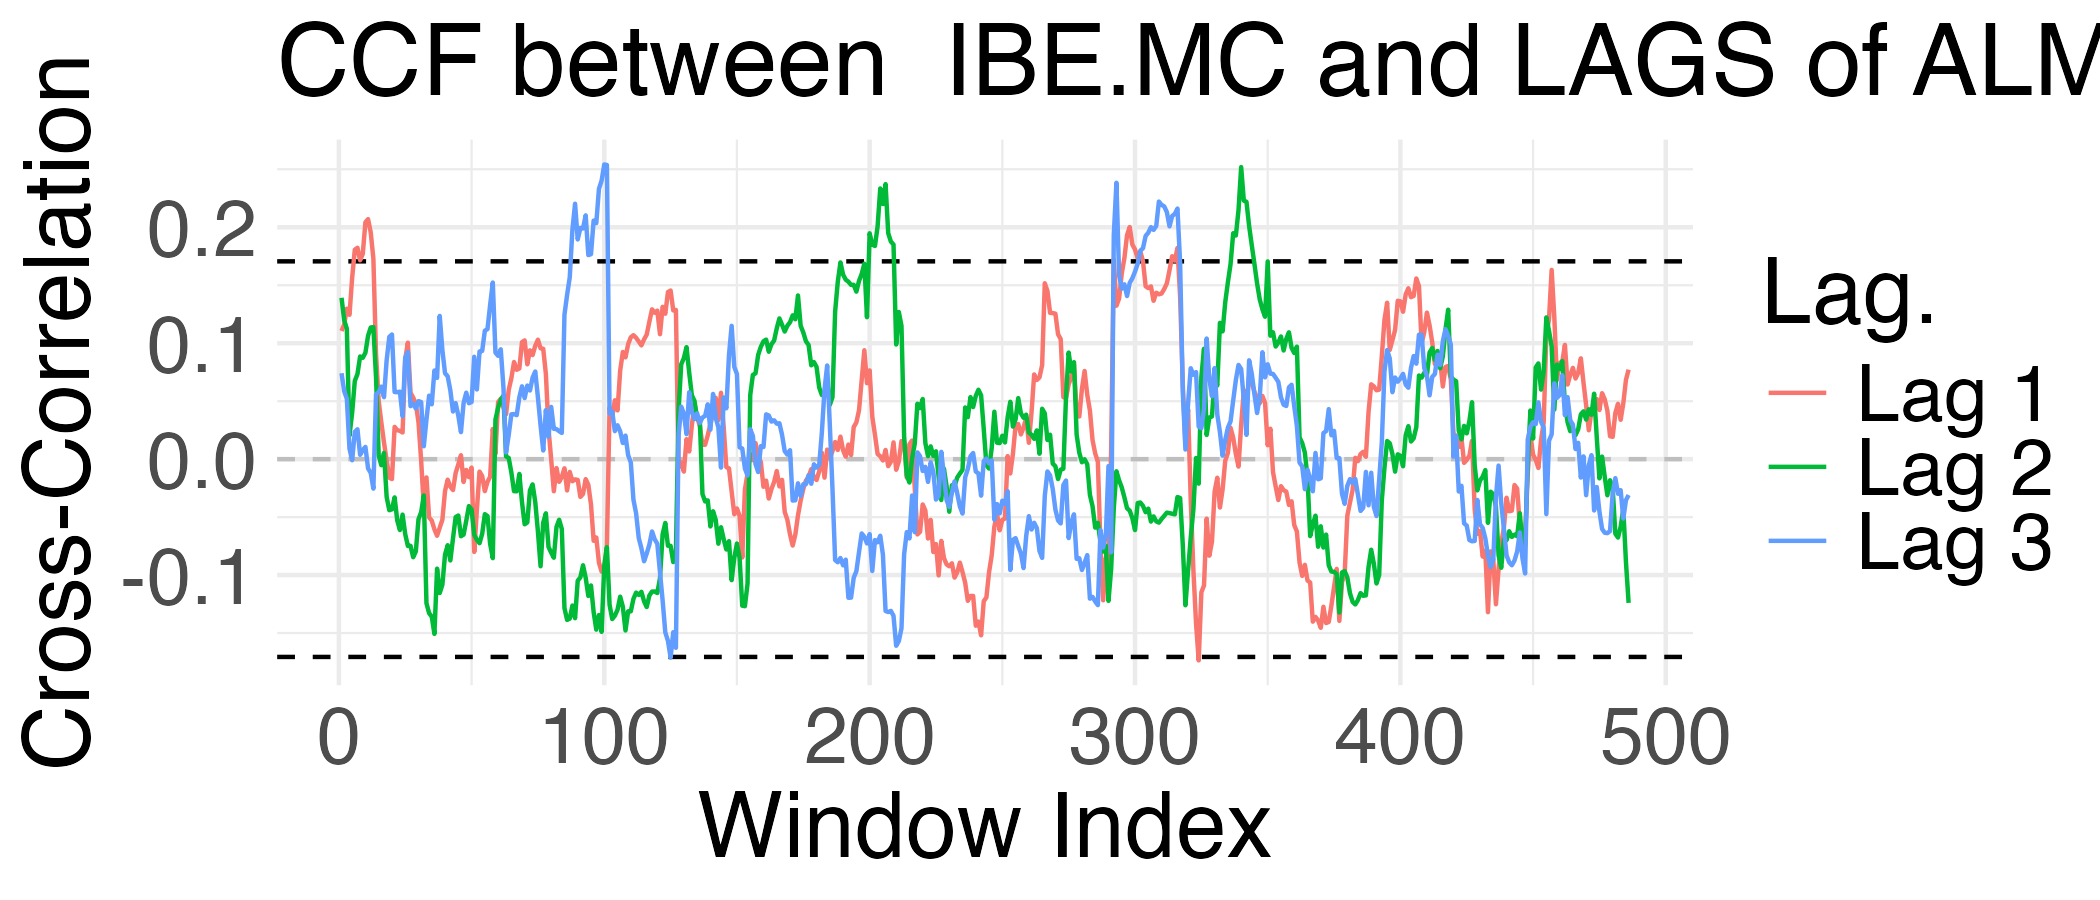 CCF between IBE.MC and LAGS of ALM
Cross-Correlation
0.2
0.1
0.0
-0.1
0 100 200 300 400 500
Window Index
Lag.
Lag 1
Lag 2
Lag 3